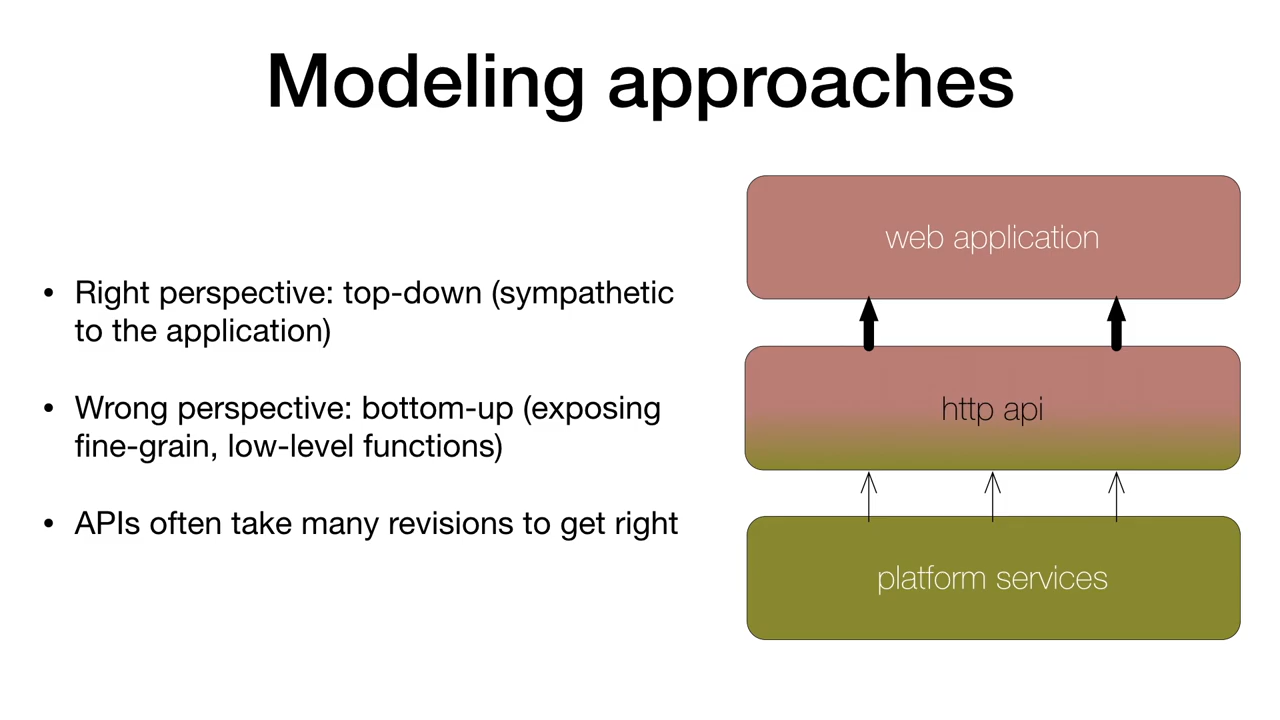 Modeling approaches
• Right perspective: top-down (sympathetic
to the application)
• Wrong perspective: bottom-up (exposing
fine-grain, low-level functions)
• APIs often take many revisions to get right
web application
http api
platform services